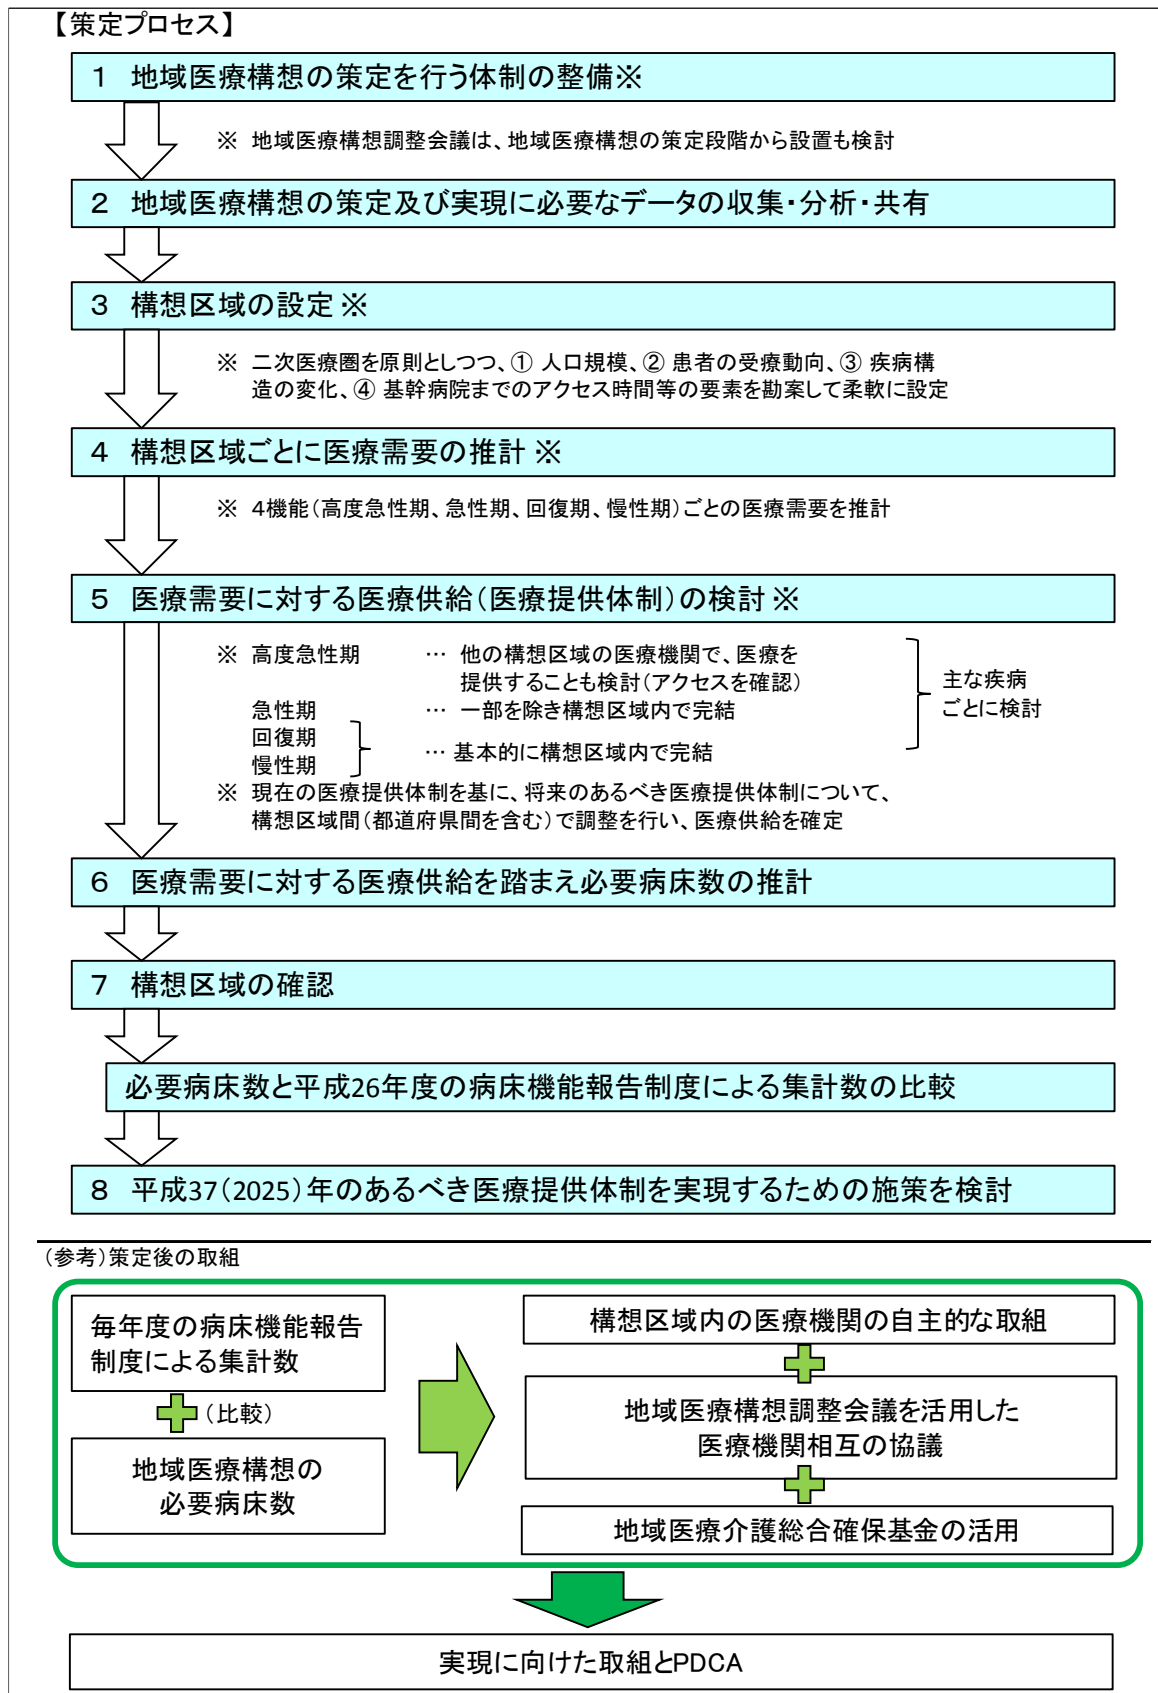 【策定プロセス】
1 地域医療構想の策定を行う体制の整備※
※ 地域医療構想調整会議は、地域医療構想の策定段階から設置も検討
2 地域医療構想の策定及び実現に必要なデータの収集・分析・共有
3 構想区域の設定※
※ 二次医療圏を原則としつつ、① 人口規模、② 患者の受療動向、③ 疾病構
造の変化、④ 基幹病院までのアクセス時間等の要素を勘案して柔軟に設定
4 構想区域ごとに医療需要の推計※
※ 4機能(高度急性期、急性期、回復期、慢性期)ごとの医療需要を推計
5 医療需要に対する医療供給(医療提供体制)の検討※
※ 高度急性期 … 他の構想区域の医療機関で、医療を
提供することも検討(アクセスを確認)
急性期 … 一部を除き構想区域内で完結
回復期
慢性期
… 基本的に構想区域内で完結
主な疾病
ごとに検討
※ 現在の医療提供体制を基に、将来のあるべき医療提供体制について、
構想区域間(都道府県間を含む)で調整を行い、医療供給を確定
6 医療需要に対する医療供給を踏まえ必要病床数の推計
7 構想区域の確認
必要病床数と平成26年度の病床機能報告制度による集計数の比較
8 平成37(2025)年のあるべき医療提供体制を実現するための施策を検討
(参考)策定後の取組
毎年度の病床機能報告
制度による集計数
(比較)
地域医療構想の
必要病床数
構想区域内の医療機関の自主的な取組
地域医療構想調整会議を活用した
医療機関相互の協議
地域医療介護総合確保基金の活用
実現に向けた取組とPDCA